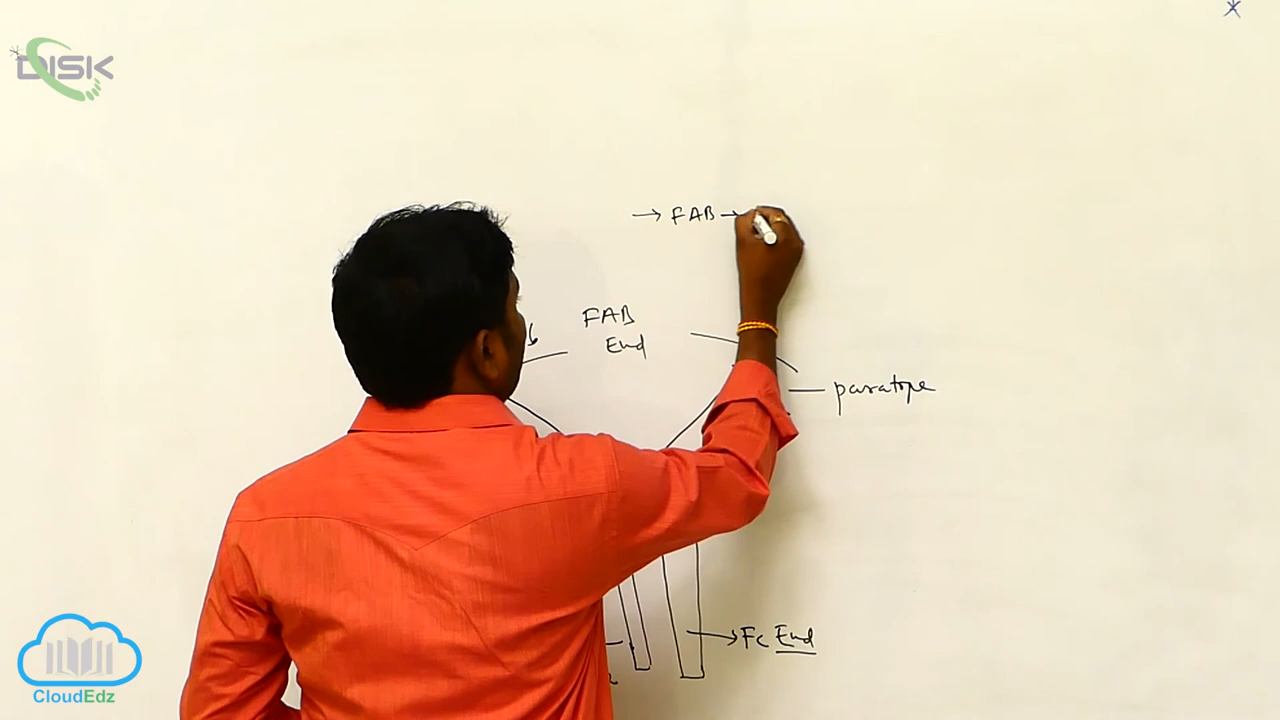 DISK
→ FAB →
FAB
End
paratope
→ Fc End
CloudEdz